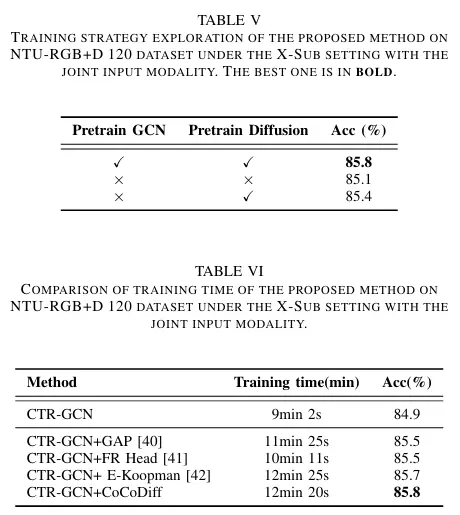 TABLE V
TRAINING STRATEGY EXPLORATION OF THE PROPOSED METHOD ON
NTU-RGB+D 120 DATASET UNDER THE X-SUB SETTING WITH THE
JOINT INPUT MODALITY. THE BEST ONE IS IN BOLD.
Pretrain GCN Pretrain Diffusion Acc (%)
✓ ✓ 85.8
× × 85.1
× ✓ 85.4
TABLE VI
COMPARISON OF TRAINING TIME OF THE PROPOSED METHOD ON
NTU-RGB+D 120 DATASET UNDER THE X-SUB SETTING WITH THE
JOINT INPUT MODALITY.
Method Training time(min) Acc(%)
CTR-GCN 9min 2s 84.9
CTR-GCN+GAP [40] 11min 25s 85.5
CTR-GCN+FR Head [41] 10min 11s 85.5
CTR-GCN+ E-Koopman [42] 12min 25s 85.7
CTR-GCN+CoCoDiff 12min 20s 85.8